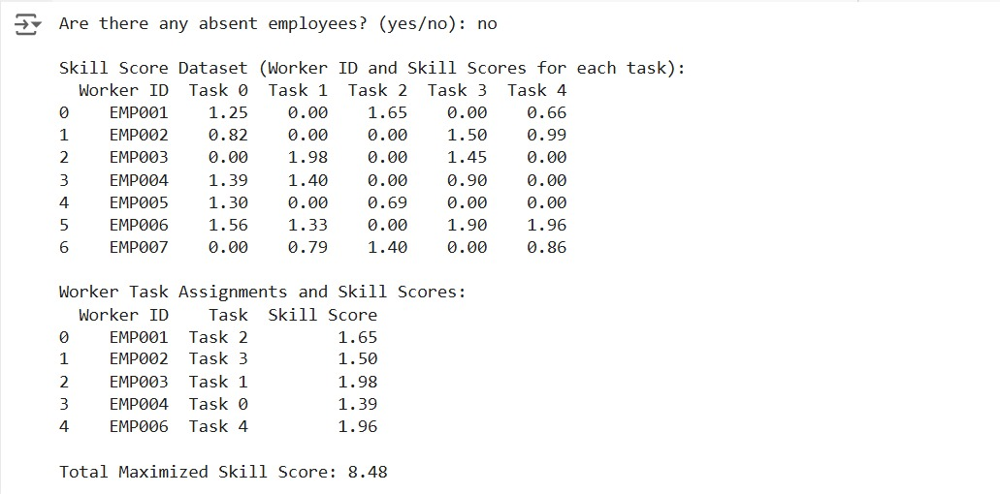 Are there any absent employees? (yes/no): no
Skill Score Dataset (Worker ID and Skill Scores for each task):
Worker ID Task 0 Task 1 Task 2 Task 3 Task 4
0 EMP001 1.25 0.00 1.65 0.00 0.66
1 EMP002 0.82 0.00 0.00 1.50 0.99
2 EMP003 0.00 1.98 0.00 1.45 0.00
3 EMP004 1.39 1.40 0.00 0.90 0.00
4 EMP005 1.30 0.00 0.69 0.00 0.00
5 EMP006 1.56 1.33 0.00 1.90 1.96
6 EMP007 0.00 0.79 1.40 0.00 0.86
Worker Task Assignments and Skill Scores:
Worker ID Task Skill Score
0 EMP001 Task 2 1.65
1 EMP002 Task 3 1.50
2 EMP003 Task 1 1.98
3 EMP004 Task 0 1.39
4 EMP006 Task 4 1.96
Total Maximized Skill Score: 8.48